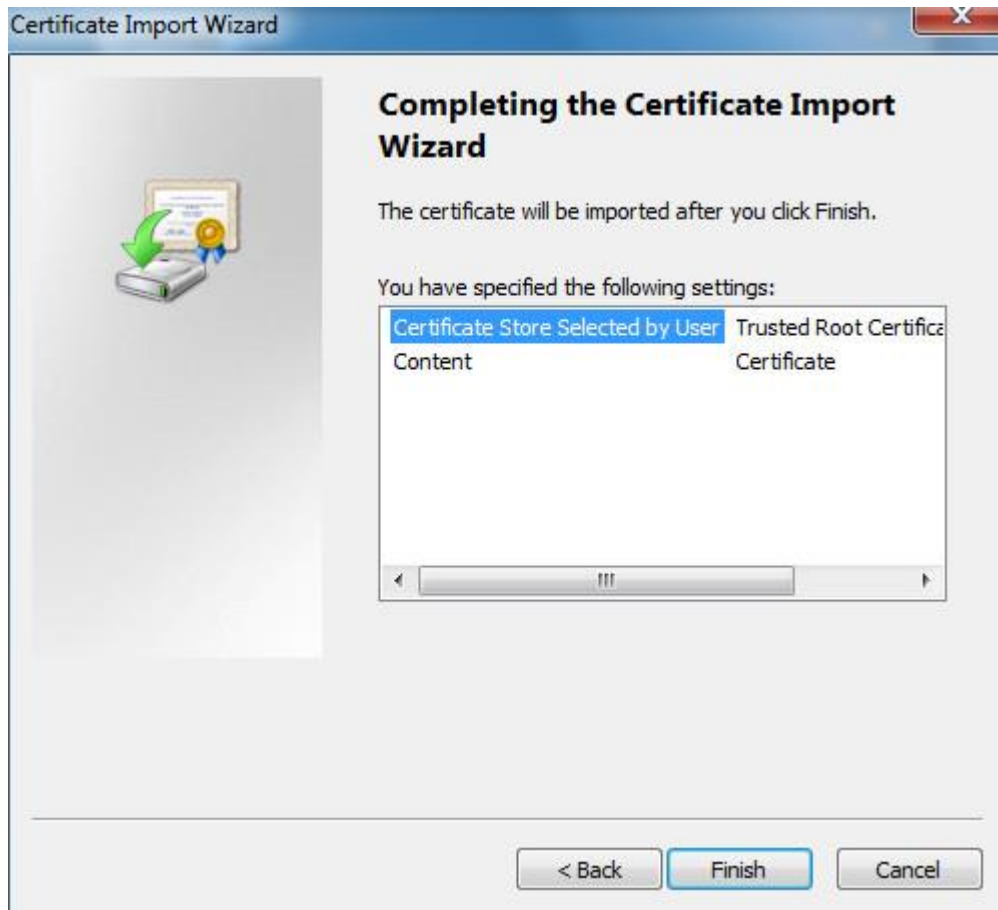 Certificate Import Wizard
Completing the Certificate Import
Wizard
The certificate will be imported after you click Finish.
You have specified the following settings:
Certificate Store Selected by User Trusted Root Certifica
Content Certificate
< Back Finish Cancel